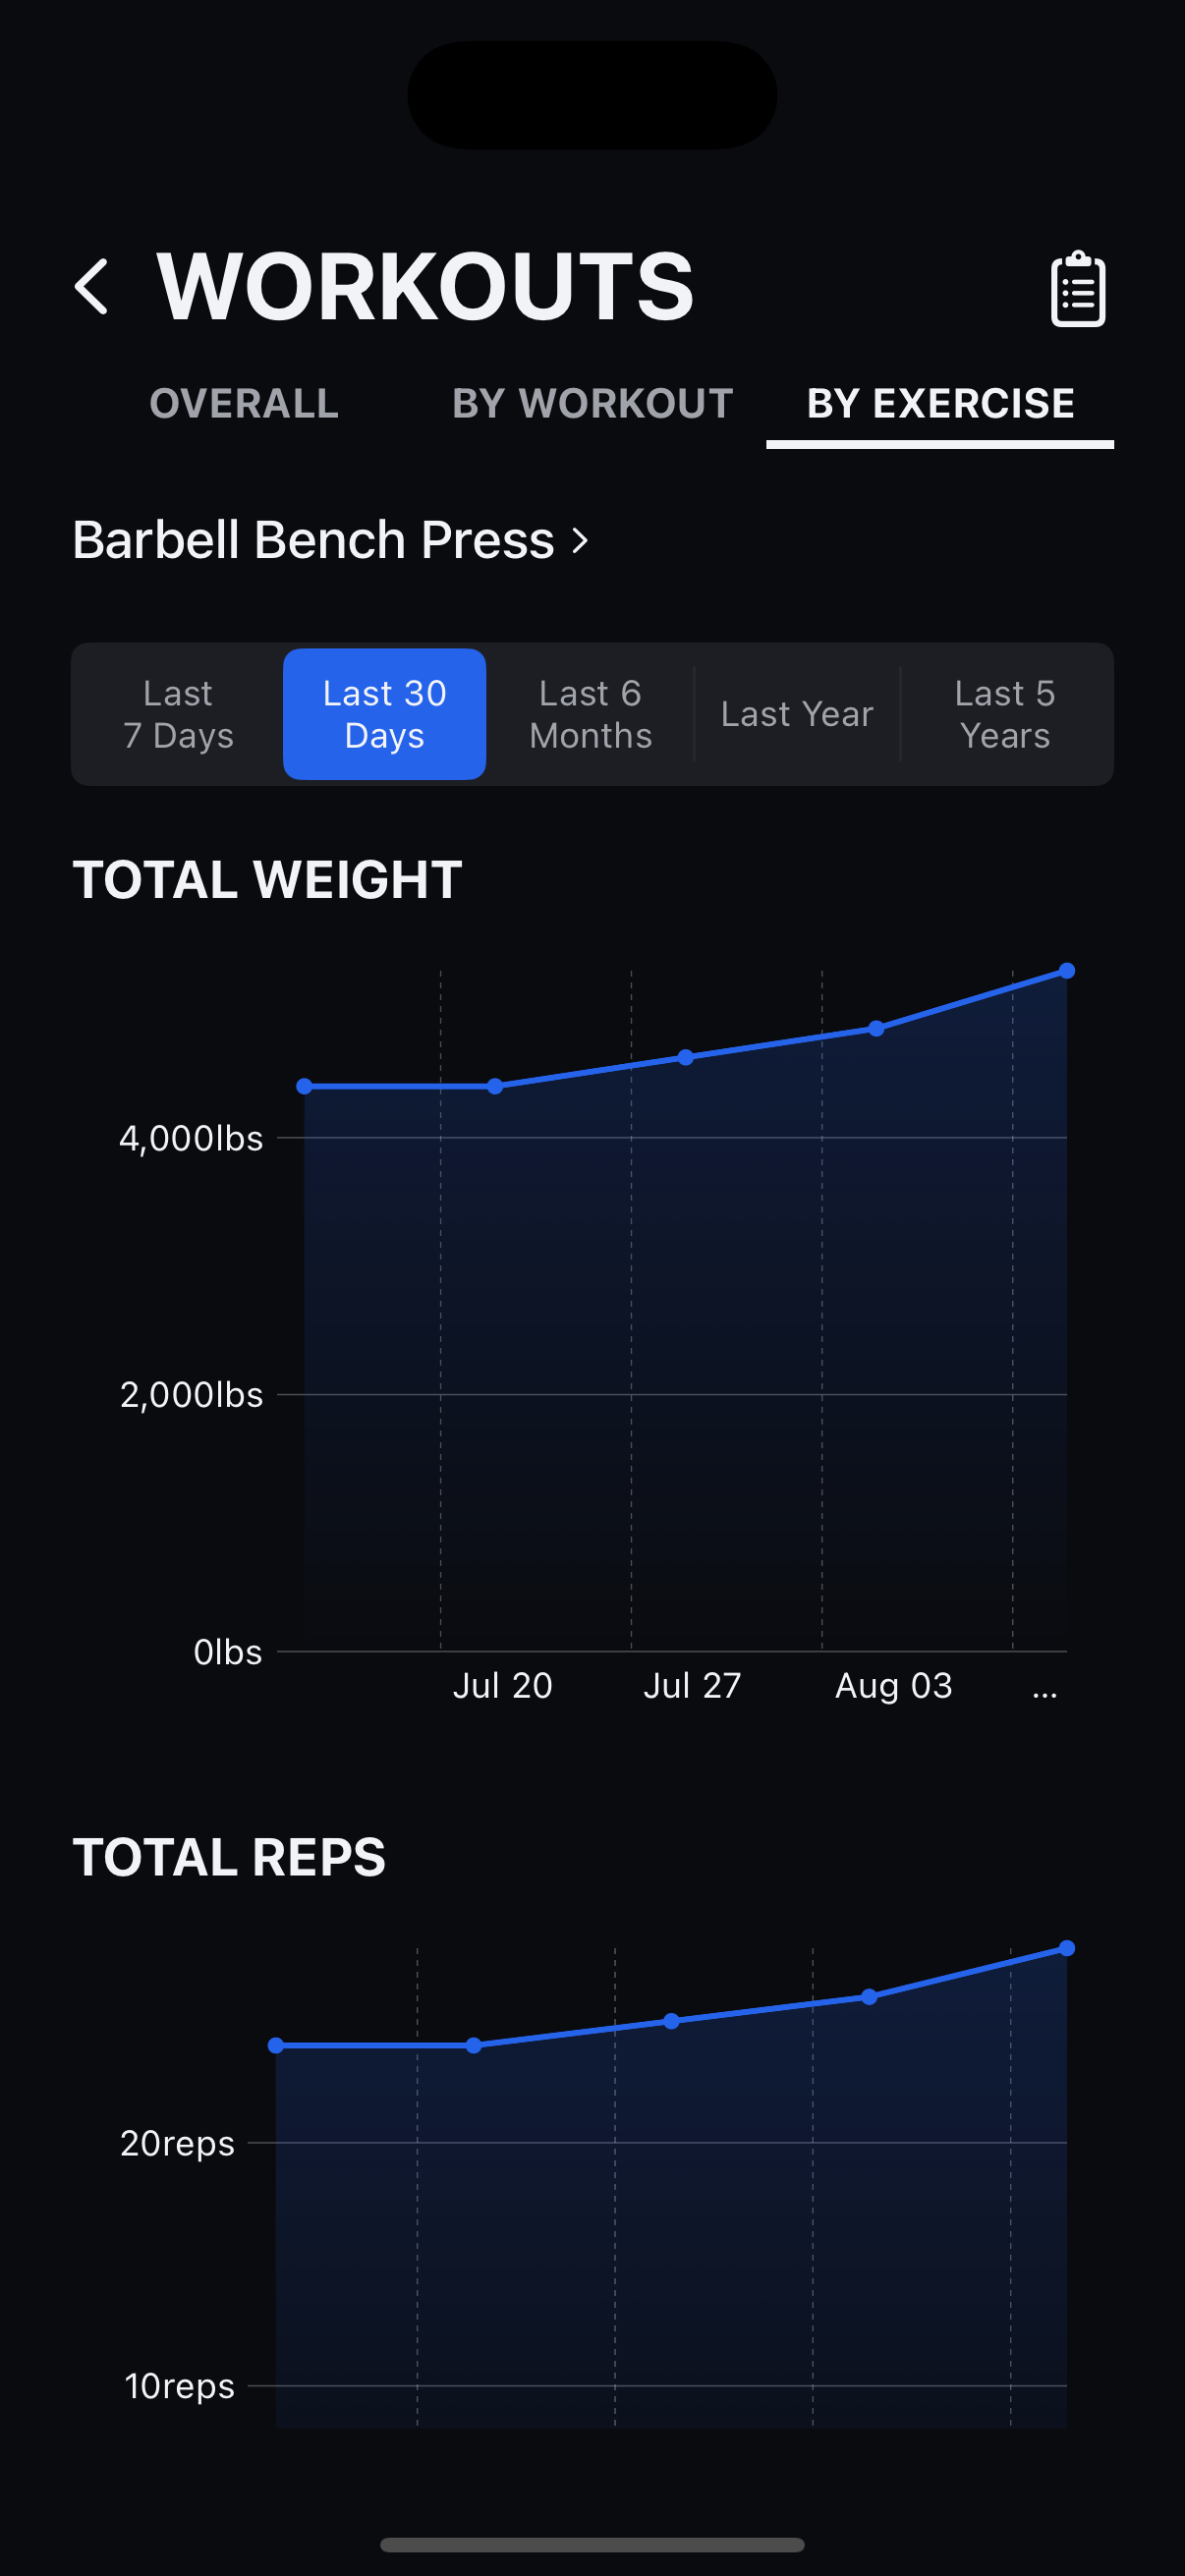 WORKOUTS
OVERALL
BY WORKOUT
BY EXERCISE
Barbell Bench Press
Last
7 Days
Last 30
Days
Last 6
Months
Last Year
Last 5
Years
TOTAL WEIGHT
4,000lbs
2,000lbs
0lbs
Jul 20
Jul 27
Aug 03
...
TOTAL REPS
20reps
10reps